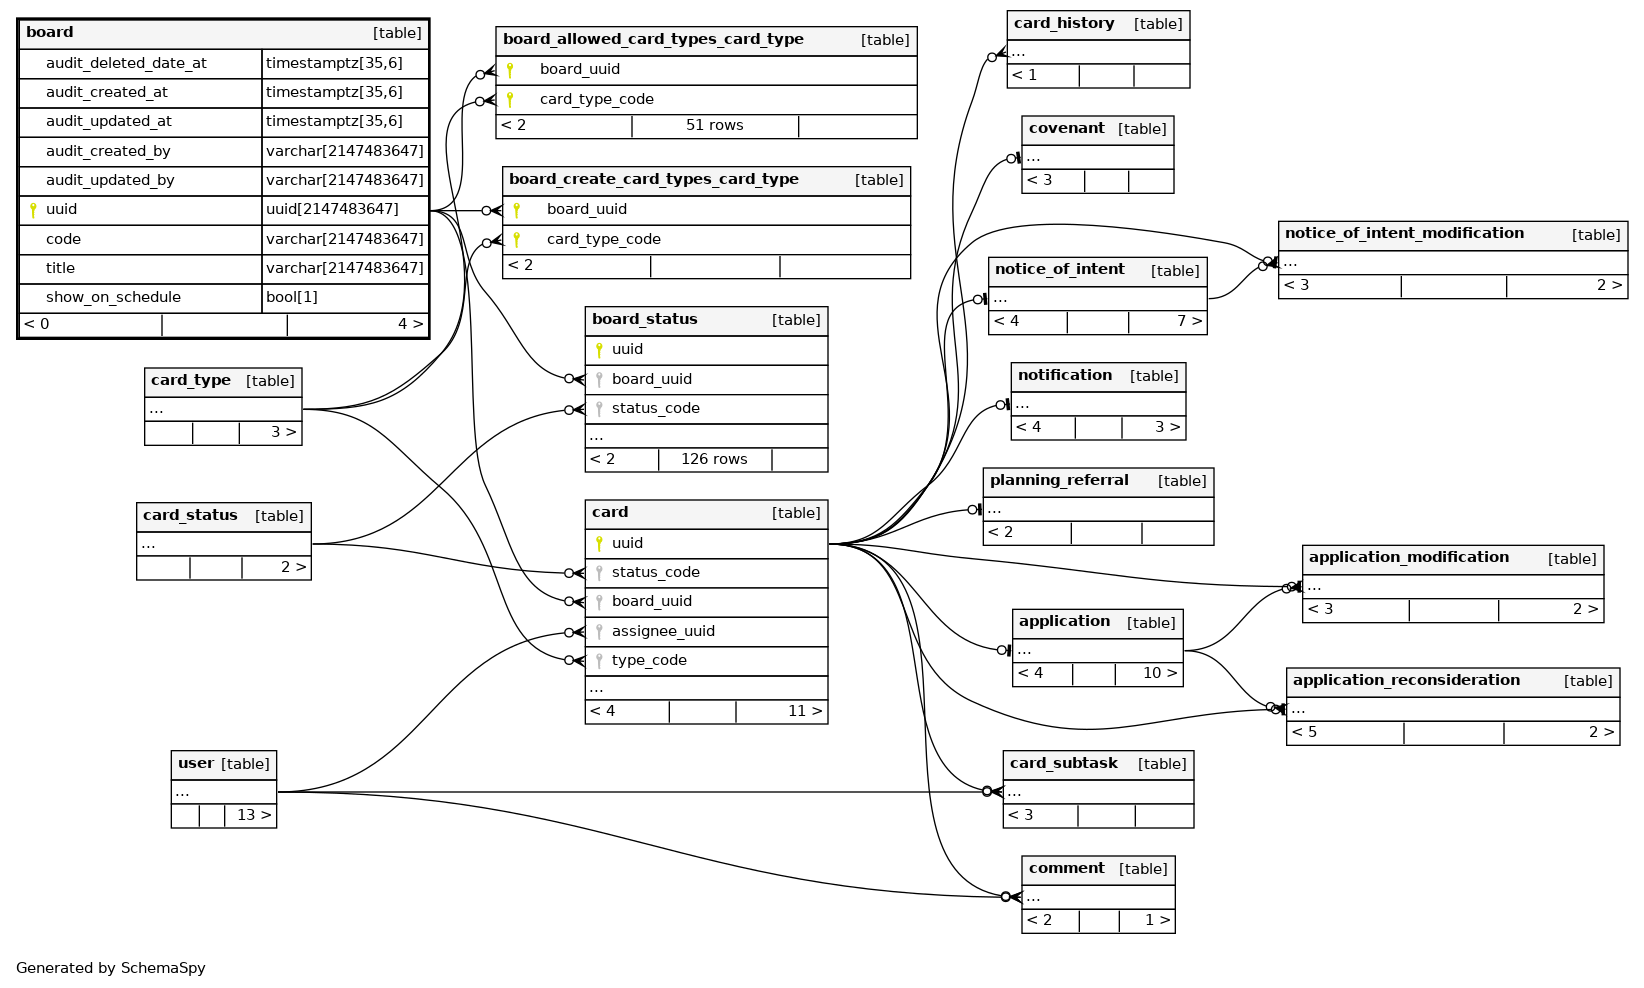 board [table]
audit_deleted_date_at timestamptz[35,6]
audit_created_at timestamptz[35,6]
audit_updated_at timestamptz[35,6]
audit_created_by varchar[2147483647]
audit_updated_by varchar[2147483647]
uuid uuid[2147483647]
code varchar[2147483647]
title varchar[2147483647]
show_on_schedule bool[1]
< 0 4 >
card_type [table]
...
3 >
card_status [table]
...
2 >
user [table]
...
13 >
board_allowed_card_types_card_type [table]
board_uuid
card_type_code
< 2 51 rows
board_create_card_types_card_type [table]
board_uuid
card_type_code
< 2
board_status [table]
uuid
board_uuid
status_code
...
< 2 126 rows
card [table]
uuid
status_code
board_uuid
assignee_uuid
type_code
...
< 4 11 >
card_history [table]
...
< 1
covenant [table]
...
< 3
notice_of_intent [table]
...
< 4 7 >
notification [table]
...
< 4 3 >
planning_referral [table]
...
< 2
application [table]
...
< 4 10 >
card_subtask [table]
...
< 3
comment [table]
...
< 2 1 >
notice_of_intent_modification [table]
...
< 3 2 >
application_modification [table]
...
< 3 2 >
application_reconsideration [table]
...
< 5 2 >
Generated by SchemaSpy